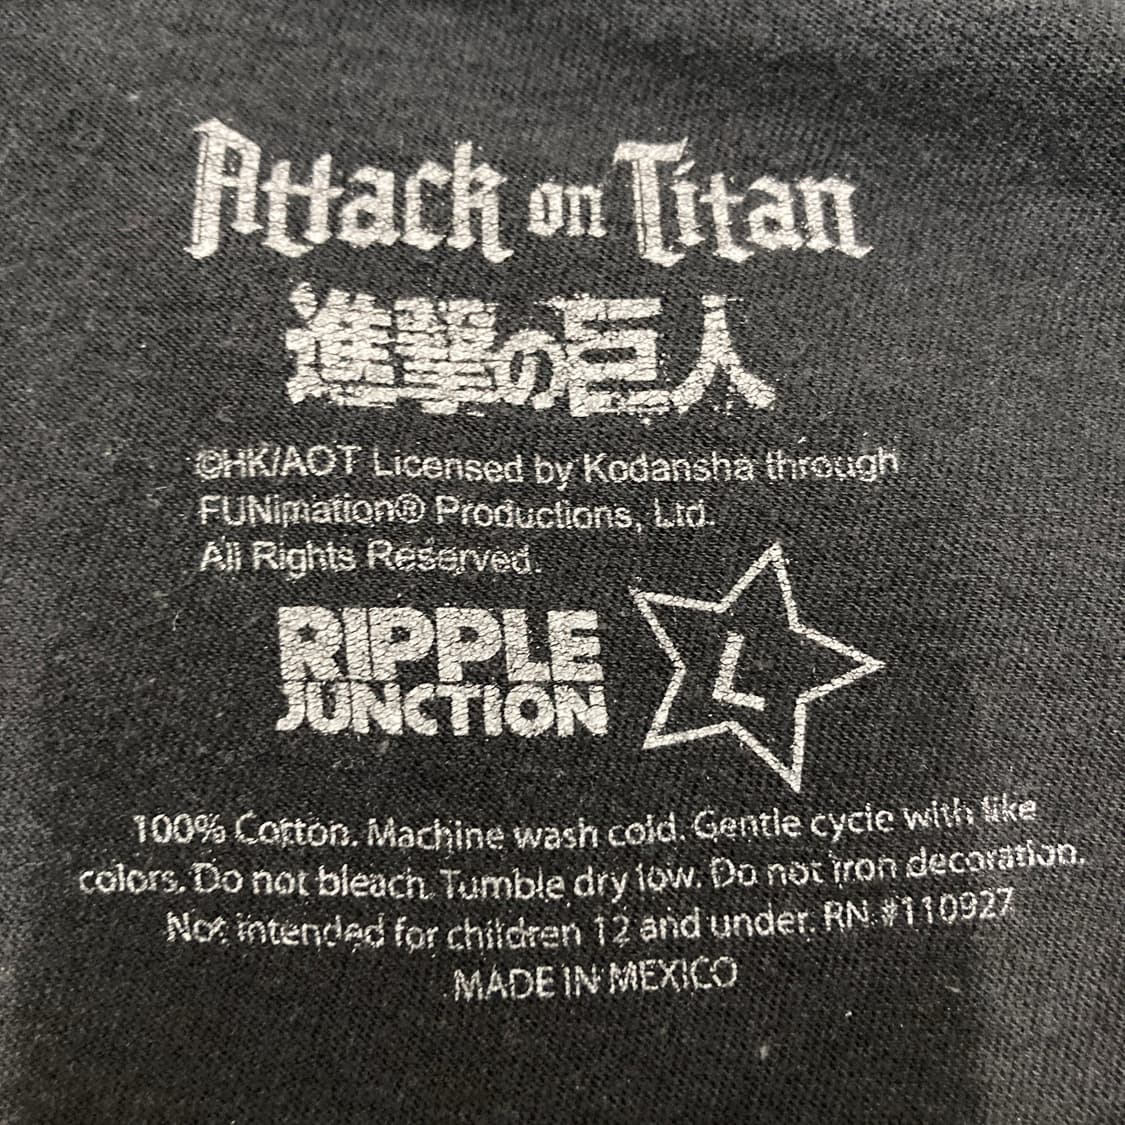 Attack on Titan
進撃の巨人
©HK/AOT Licensed by Kodansha through
FUNimation® Productions, Ltd.
All Rights Reserved.
RIPPLE
JUNCTION
L
100% Cotton. Machine wash cold. Gentle cycle with like
colors. Do not bleach. Tumble dry low. Do not iron decoration.
Not intended for children 12 and under. RN #110927
MADE IN MEXICO